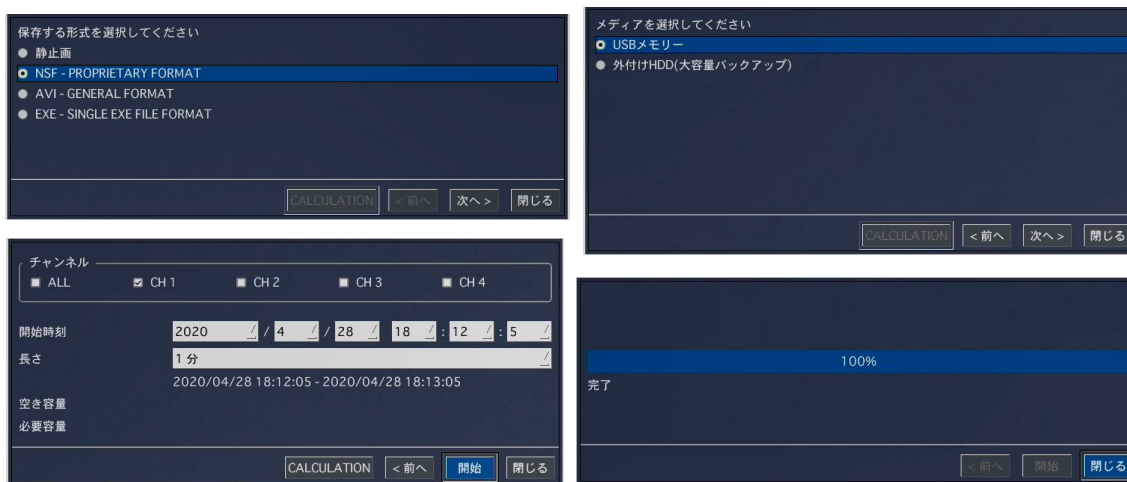 保存する形式を選択してください
静止画
NSF - PROPRIETARY FORMAT
AVI - GENERAL FORMAT
EXE - SINGLE EXE FILE FORMAT
CALCULATION <前へ 次へ> 閉じる
メディアを選択してください
USBメモリー
外付けHDD(大容量バックアップ)
CALCULATION <前へ 次へ> 閉じる
チャンネル
ALL CH 1 CH 2 CH 3 CH 4
開始時刻 2020 / 4 / 28 18 : 12 : 5
長さ 1 分
2020/04/28 18:12:05 - 2020/04/28 18:13:05
空き容量
必要容量
CALCULATION <前へ 開始 閉じる
100%
完了
<前へ 開始 閉じる